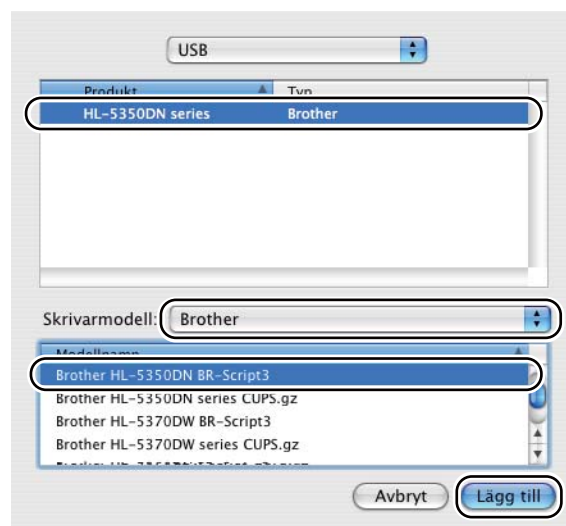 USB
Produkt Typ
HL-5350DN series Brother
Skrivarmodell: Brother
Modellnamn
Brother HL-5350DN BR-Script3
Brother HL-5350DN series CUPS.gz
Brother HL-5370DW BR-Script3
Brother HL-5370DW series CUPS.gz
Avbryt Lägg till